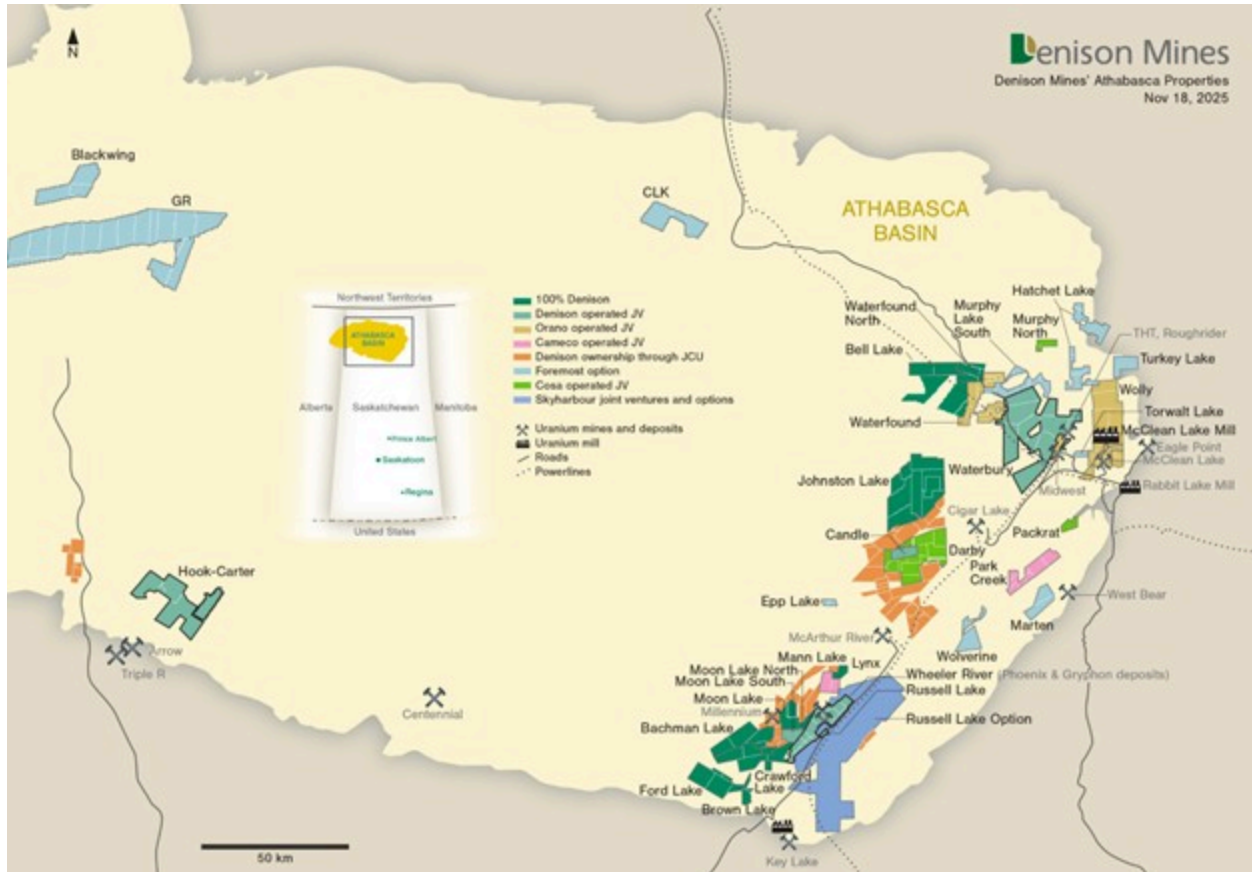 N
Denison Mines
Denison Mines' Athabasca Properties
Nov 18, 2025
Blackwing
GR
CLK
ATHABASCA
BASIN
Northwest Territories
ATHABASCA
BASIN
Alberta
Saskatchewan
Manitoba
Prince Albert
Saskatoon
Regina
United States
100% Denison
Denison operated JV
Orano operated JV
Cameco operated JV
Denison ownership through JCU
Foremost option
Cosa operated JV
Skyharbour joint ventures and options
Uranium mines and deposits
Uranium mill
Roads
Powerlines
Hatchet Lake
Waterfound
North
Murphy
Lake
South
Murphy
North
THT, Roughrider
Bell Lake
Turkey Lake
Wolly
Waterfound
Torwalt Lake
McClean Lake Mill
Eagle Point
McClean Lake
Waterbury
Johnston Lake
Midwest
Rabbit Lake Mill
Cigar Lake
Candle
Packrat
Darby
Park
Creek
Hook-Carter
Epp Lake
West Bear
Marten
McArthur River
Wolverine
Arrow
Triple R
Mann Lake
Lynx
Moon Lake North
Wheeler River (Phoenix & Gryphon deposits)
Moon Lake South
Russell Lake
Moon Lake
Millennium
Russell Lake Option
Centennial
Bachman Lake
Crawford
Lake
Ford Lake
Brown Lake
Key Lake
50 km